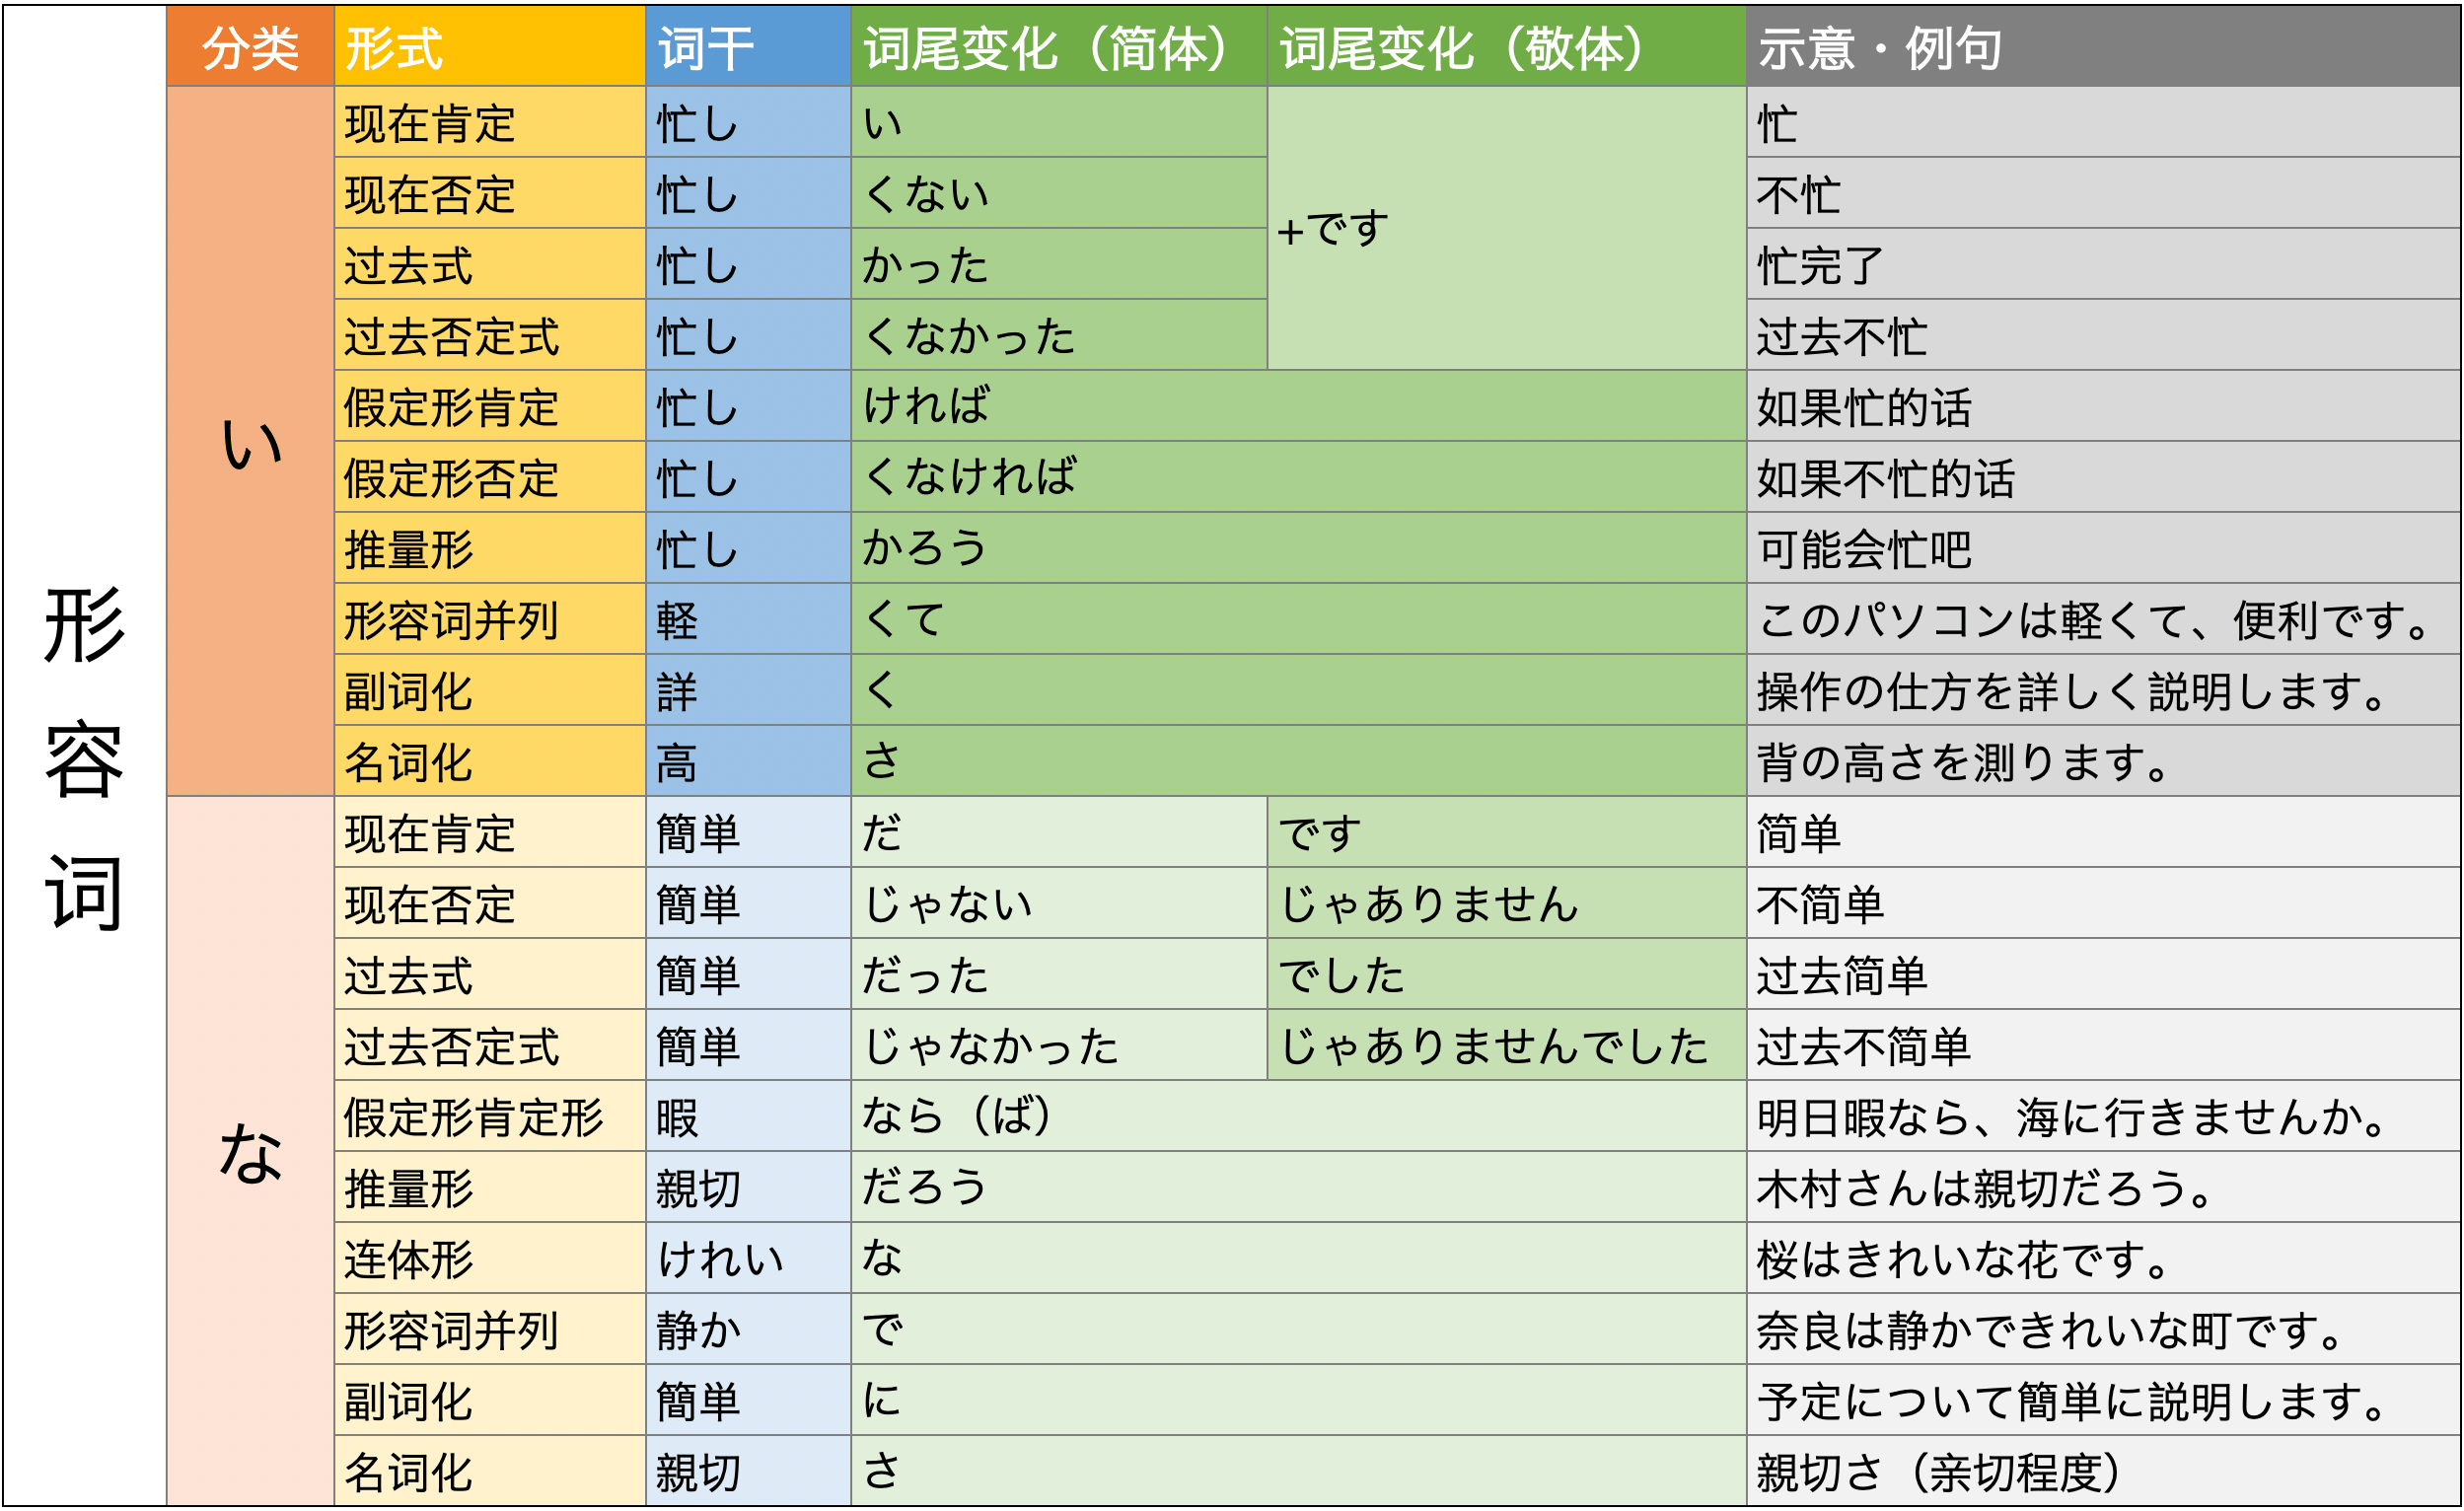 形容词
分类 形式 词干 词尾变化（简体） 词尾变化（敬体） 示意・例句
い
现在肯定 忙し い +です 忙
现在否定 忙し くない 不忙
过去式 忙し かった 忙完了
过去否定式 忙し くなかった 过去不忙
假定形肯定 忙し ければ 如果忙的话
假定形否定 忙し くなければ 如果不忙的话
推量形 忙し かろう 可能会忙吧
形容词并列 軽 くて このパソコンは軽くて、便利です。
副词化 詳 く 操作の仕方を詳しく説明します。
名词化 高 さ 背の高さを測ります。
な
现在肯定 簡単 だ です 简单
现在否定 簡単 じゃない じゃありません 不简单
过去式 簡単 だった でした 过去简单
过去否定式 簡単 じゃなかった じゃありませんでした 过去不简单
假定形肯定形 暇 なら（ば） 明日暇なら、海に行きませんか。
推量形 親切 だろう 木村さんは親切だろう。
连体形 けれい な 桜はきれいな花です。
形容词并列 静か で 奈良は静かできれいな町です。
副词化 簡単 に 予定について簡単に説明します。
名词化 親切 さ 親切さ（亲切程度）